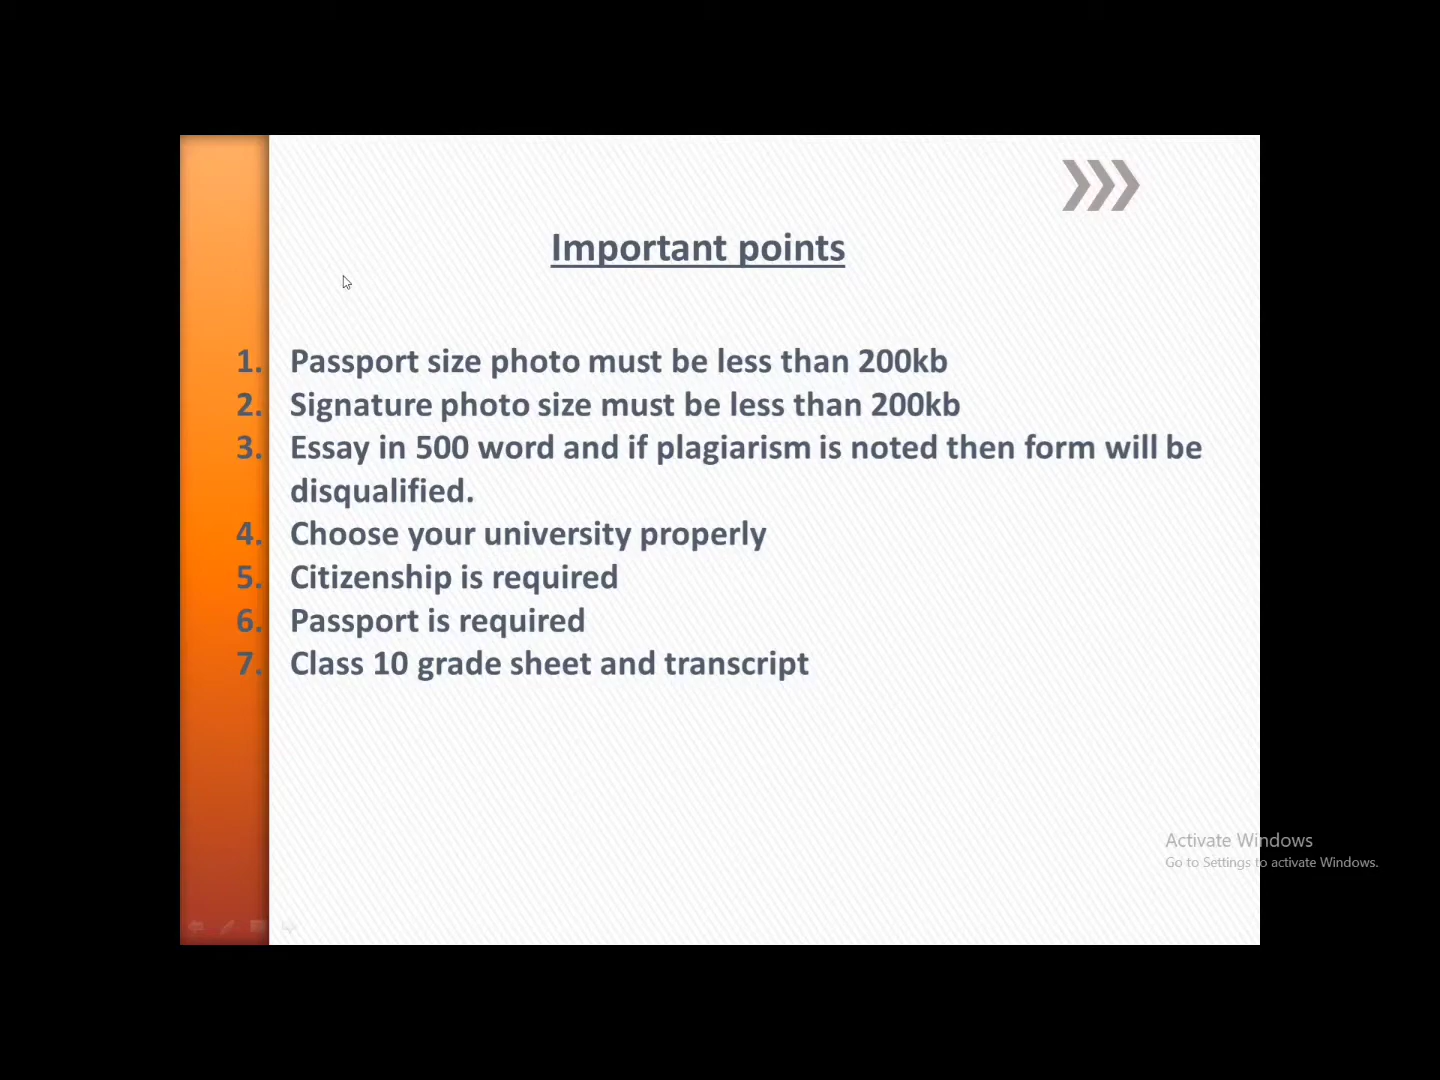 Important points
1. Passport size photo must be less than 200kb
2. Signature photo size must be less than 200kb
3. Essay in 500 word and if plagiarism is noted then form will be
disqualified.
4. Choose your university properly
5. Citizenship is required
6. Passport is required
7. Class 10 grade sheet and transcript
Activate Windows
Go to Settings to activate Windows.